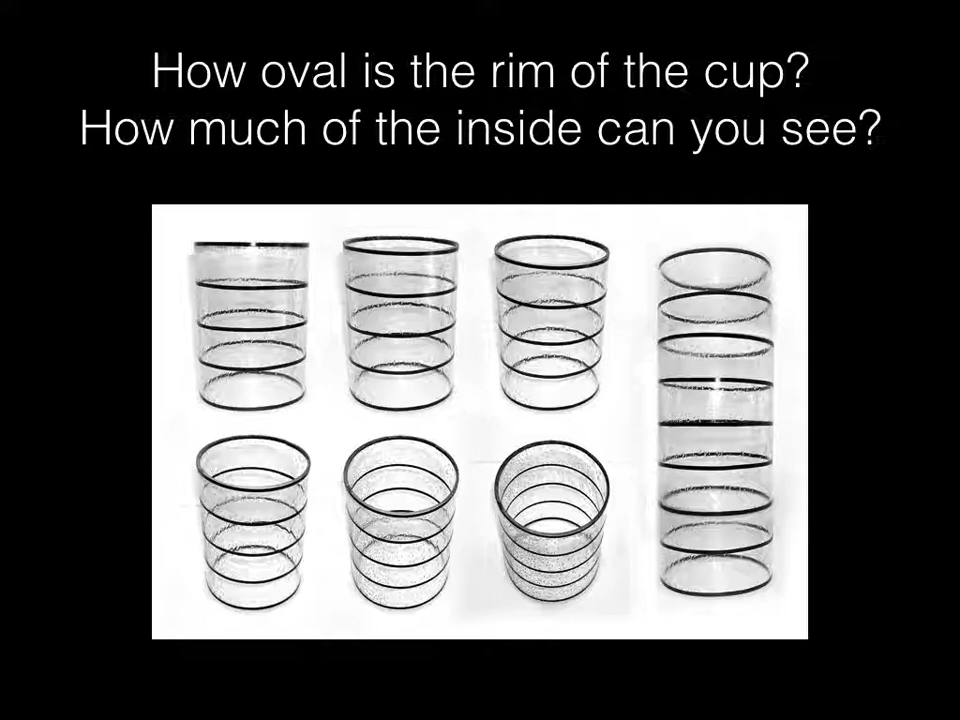 How oval is the rim of the cup?
How much of the inside can you see?